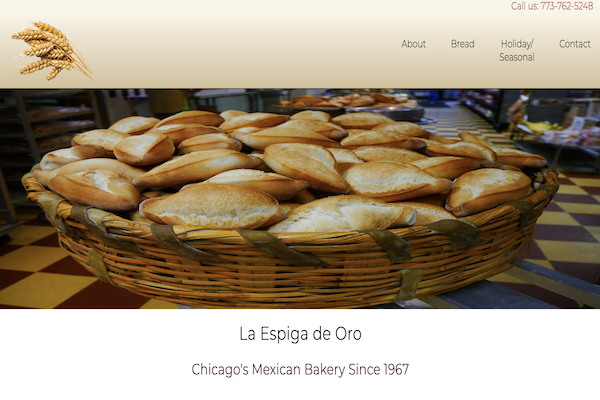 Call us: 773-762-5248
About
Bread
Holiday/
Seasonal
Contact
La Espiga de Oro
Chicago's Mexican Bakery Since 1967